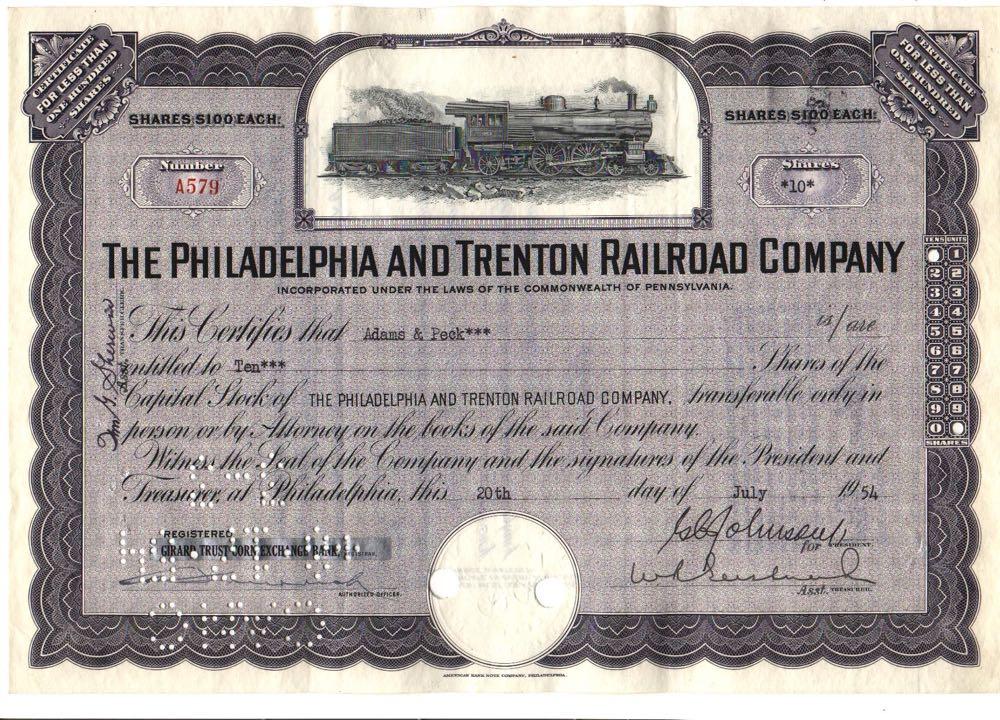 CERTIFICATE
FOR LESS THAN
ONE HUNDRED
SHARES
CERTIFICATE
FOR LESS THAN
ONE HUNDRED
SHARES
SHARES $100 EACH:
SHARES $100 EACH:
Number
A579
Shares
*10*
THE PHILADELPHIA AND TRENTON RAILROAD COMPANY
INCORPORATED UNDER THE LAWS OF THE COMMONWEALTH OF PENNSYLVANIA.
This Certifies that Adams & Peck*** is/are
entitled to Ten*** Shares of the
Capital Stock of THE PHILADELPHIA AND TRENTON RAILROAD COMPANY, transferable only in
person or by Attorney on the books of the said Company.
Witness the Seal of the Company and the signatures of the President and
Treasurer, at Philadelphia, this 20th day of July 1954
TENS UNITS
1
2 2
3 3
4 4
5 5
6 6
7 7
8 8
9 9
0
SHARES
Asst. TRANSFER CLERK.
REGISTERED
GIRARD TRUST CORN EXCHANGE BANK, REGISTRAR,
AUTHORIZED OFFICER.
for PRESIDENT.
Asst. TREASURER.
AMERICAN BANK NOTE COMPANY, PHILADELPHIA.